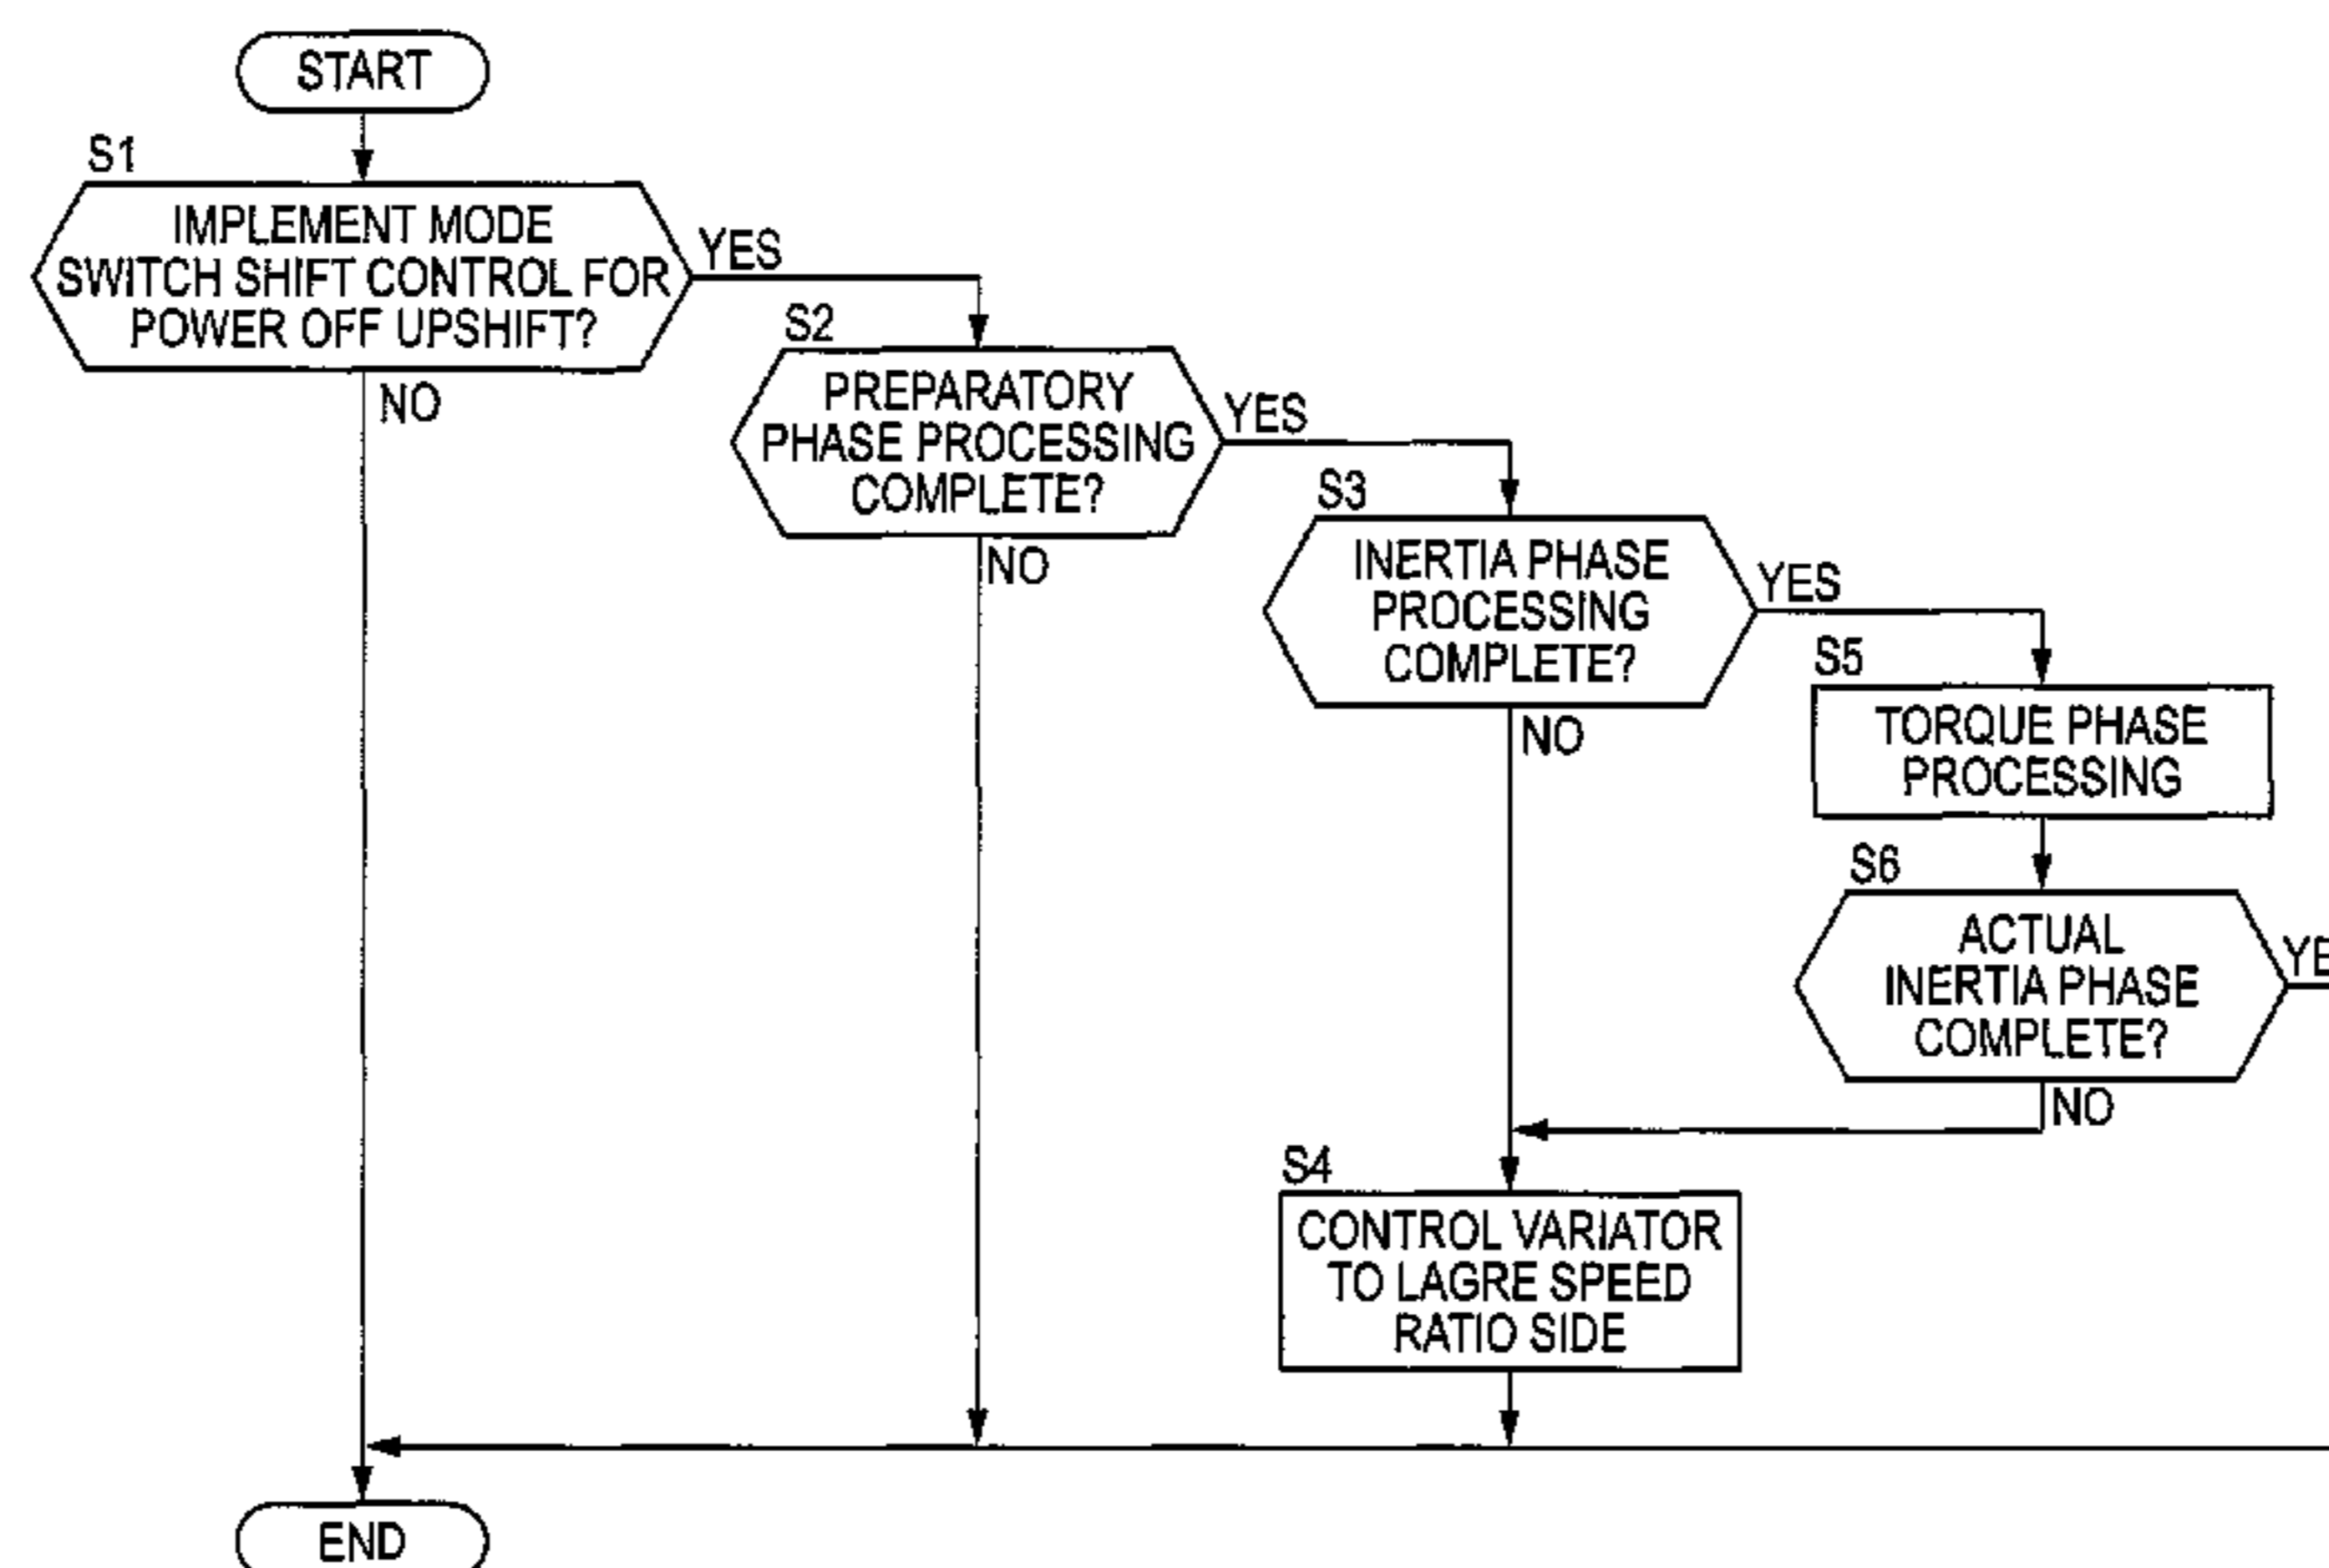 START
S1
IMPLEMENT MODE
SWITCH SHIFT CONTROL FOR
POWER OFF UPSHIFT?
YES
NO
S2
PREPARATORY
PHASE PROCESSING
COMPLETE?
YES
NO
S3
INERTIA PHASE
PROCESSING
COMPLETE?
YES
NO
S5
TORQUE PHASE
PROCESSING
S6
ACTUAL
INERTIA PHASE
COMPLETE?
NO
S4
CONTROL VARIATOR
TO LAGRE SPEED
RATIO SIDE
END